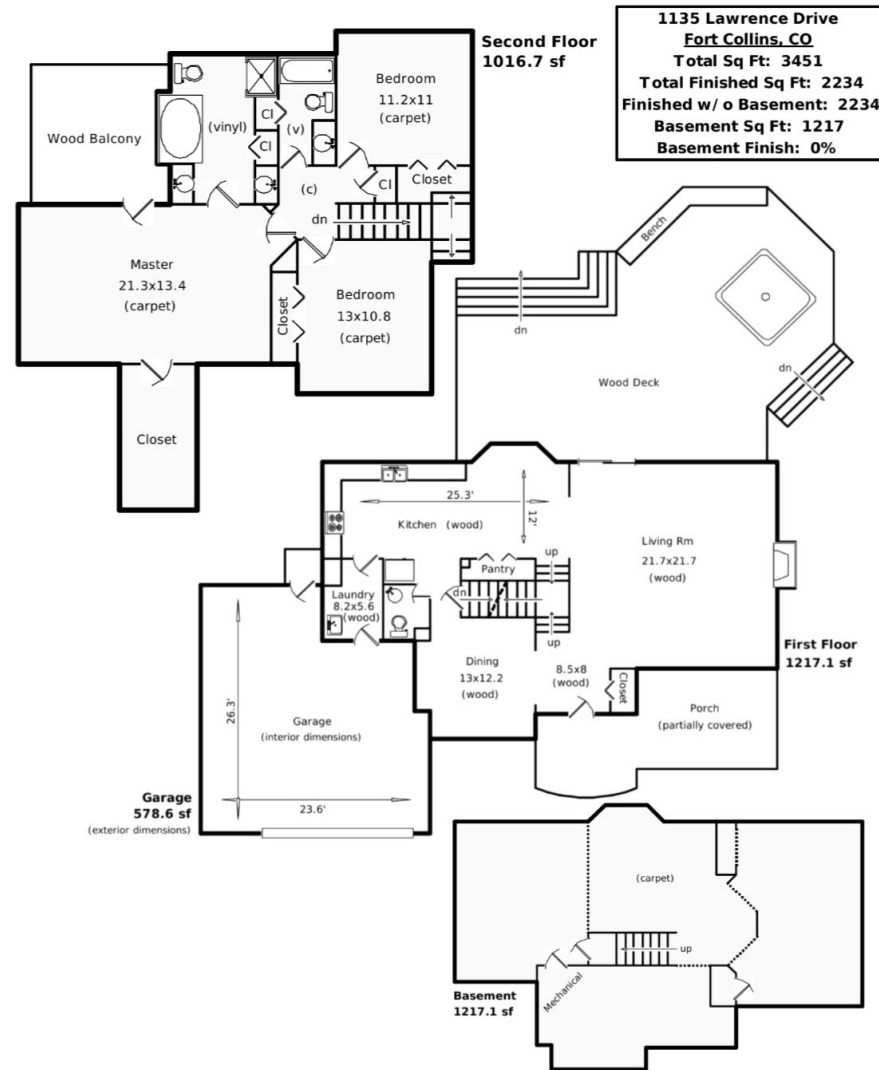 1135 Lawrence Drive
Fort Collins, CO
Total Sq Ft: 3451
Total Finished Sq Ft: 2234
Finished w/ o Basement: 2234
Basement Sq Ft: 1217
Basement Finish: 0%
Second Floor
1016.7 sf
Wood Balcony
(vinyl)
Cl
Cl
(v)
Bedroom
11.2x11
(carpet)
Closet
Cl
(c)
dn
Master
21.3x13.4
(carpet)
Closet
Bedroom
13x10.8
(carpet)
Closet
Bench
dn
dn
Wood Deck
25.3'
12'
Kitchen (wood)
Living Rm
21.7x21.7
(wood)
up
Pantry
dn
up
Laundry
8.2x5.6
(wood)
Dining
13x12.2
(wood)
8.5x8
(wood)
Closet
First Floor
1217.1 sf
Porch
(partially covered)
26.3'
Garage
(interior dimensions)
23.6'
Garage
578.6 sf
(exterior dimensions)
(carpet)
up
Mechanical
Basement
1217.1 sf